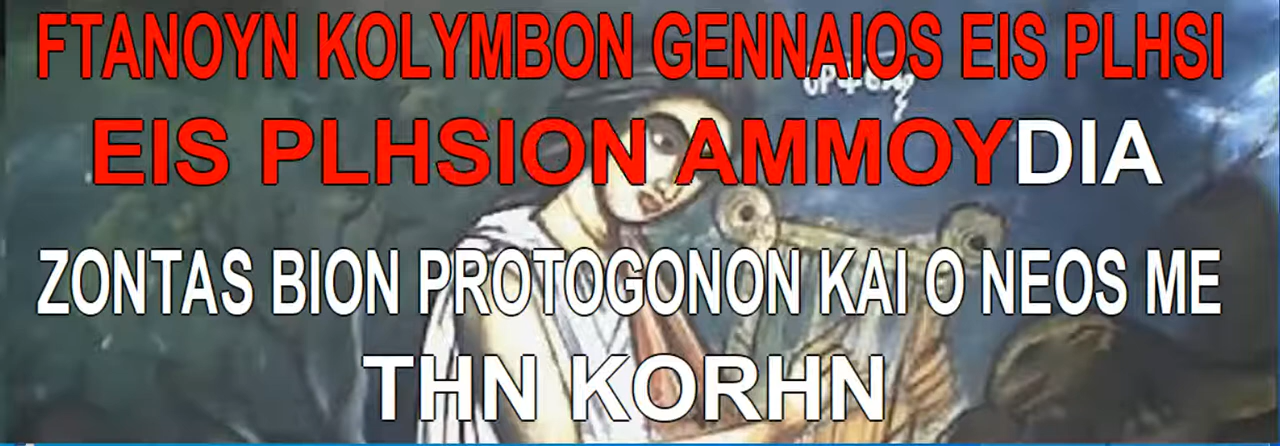 FTANOYN KOLYMBON GENNAIOS EIS PLHSI
EIS PLHSION AMMOYDIA
ZONTAS BION PROTOGONON KAI O NEOS ME
THN KORHN